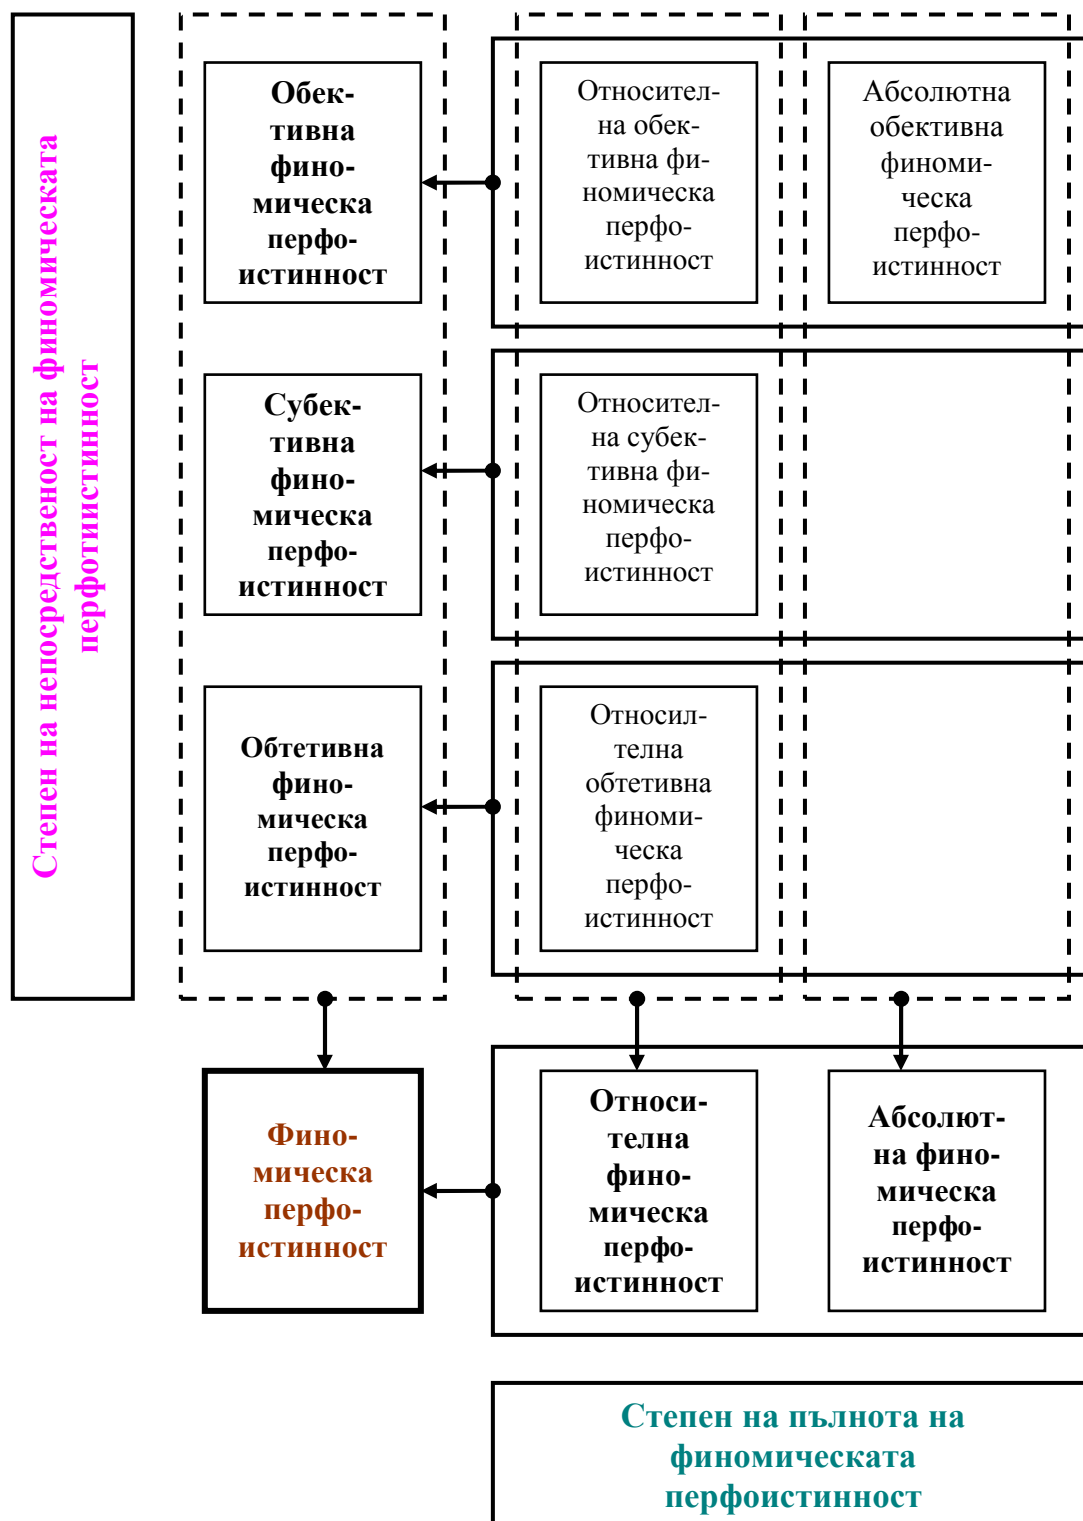 Степен на непосредственост на финомическата
перфотиистинност
Обек-
тивна
фино-
мическа
перфо-
истинност
Относител-
на обек-
тивна фи-
номическа
перфо-
истинност
Абсолютна
обективна
финоми-
ческа
перфо-
истинност
Субек-
тивна
фино-
мическа
перфо-
истинност
Относител-
на субек-
тивна фи-
номическа
перфо-
истинност
Обтетивна
фино-
мическа
перфо-
истинност
Относил-
телна
обтетивна
финоми-
ческа
перфо-
истинност
Фино-
мическа
перфо-
истинност
Относи-
телна
фино-
мическа
перфо-
истинност
Абсолют-
на фино-
мическа
перфо-
истинност
Степен на пълнота на
финомическата
перфоистинност